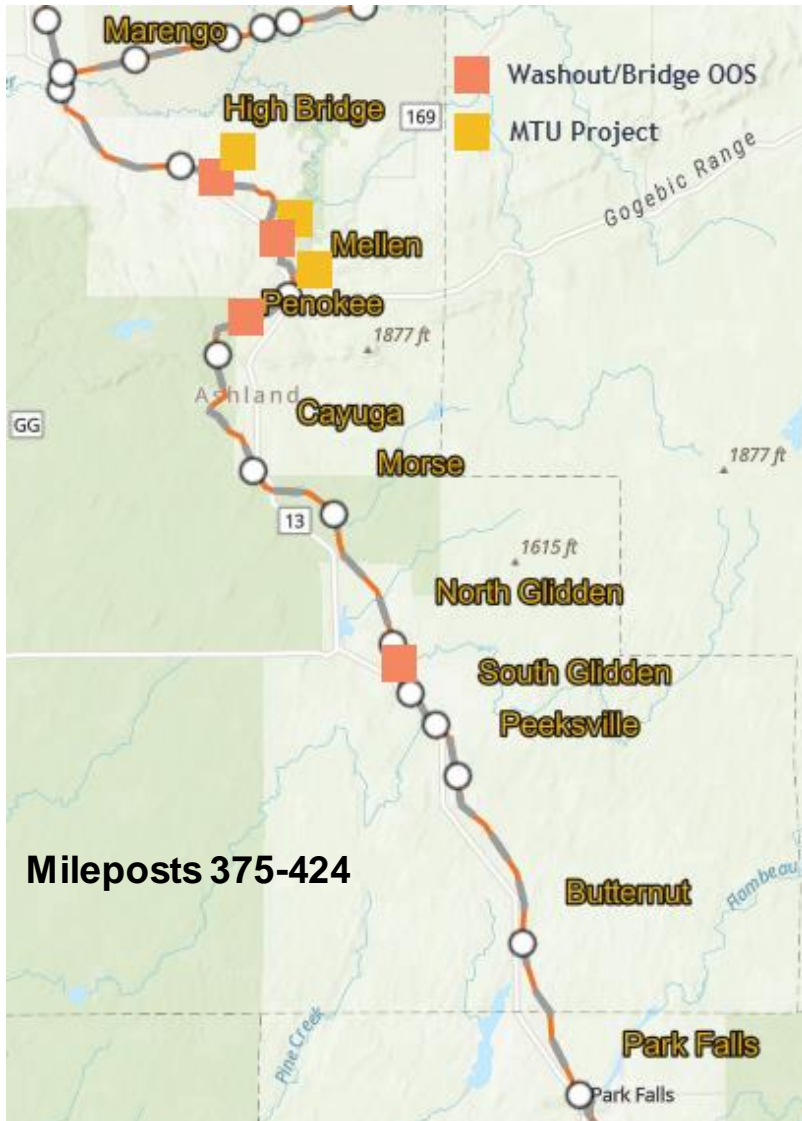 Marengo
Washout/Bridge OOS
High Bridge
169
MTU Project
Gogebic Range
Mellen
Penokee
1877 ft
Ashland
GG
Cayuga
Morse
1877 ft
13
1615 ft
North Glidden
South Glidden
Peeksville
Mileposts 375-424
Butternut
Flambeau
Pine Creek
Park Falls
Park Falls